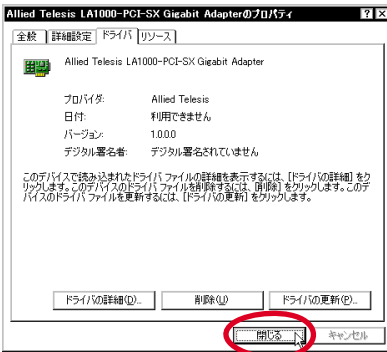 Allied Telesis LA1000-PCI-SX Gigabit Adapterのプロパティ
全般 詳細設定 ドライバ リソース
Allied Telesis LA1000-PCI-SX Gigabit Adapter
プロバイダ: Allied Telesis
日付: 利用できません
バージョン: 1.0.0.0
デジタル署名者: デジタル署名されていません
このデバイスで読み込まれたドライバ ファイルの詳細を表示するには、[ドライバの詳細] をク
リックします。このデバイスのドライバ ファイルを削除するには、[削除] をクリックします。このデ
バイスのドライバ ファイルを更新するには、[ドライバの更新] をクリックします。
ドライバの詳細(D)... 削除(U) ドライバの更新(P)...
閉じる キャンセル